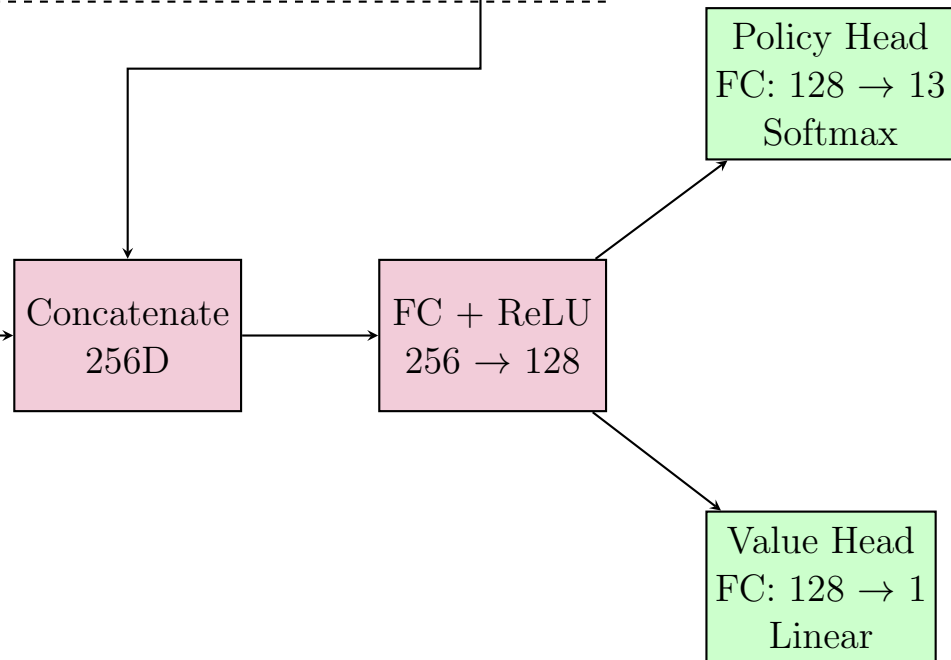 Policy Head
FC: 128 → 13
Softmax
Concatenate
256D
FC + ReLU
256 → 128
Value Head
FC: 128 → 1
Linear